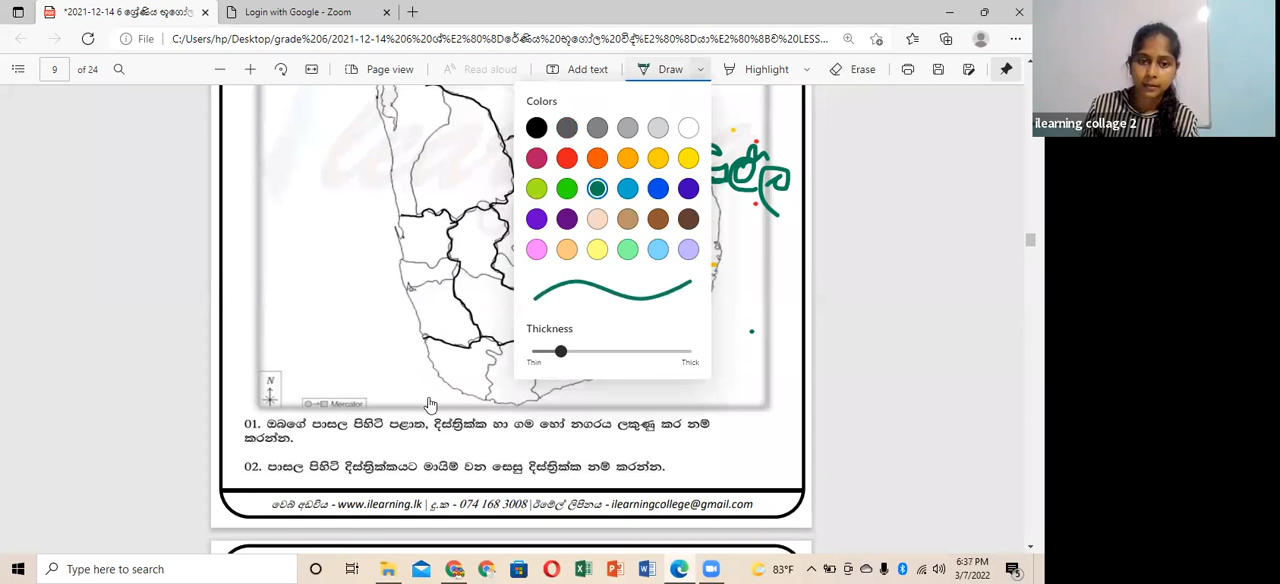 *2021-12-14 6 ශ්‍රේණිය භූගෝල
Login with Google - Zoom
File
C:/Users/hp/Desktop/grade%206/2021-12-14%206%20ශ්%E2%80%8Dරේණිය%20භූගෝල%20විද්%E2%80%8Dයා%E2%80%8Bව%20LESS...
9
of 24
Page view
Read aloud
Add text
Draw
Highlight
Erase
Colors
Thickness
Thin
Thick
ilearning collage 2
N
Mercator
01. ඔබගේ පාසල පිහිටි පළාත, දිස්ත්‍රික්ක හා ගම හෝ නගරය ලකුණු කර නම්
කරන්න.
02. පාසල පිහිටි දිස්ත්‍රික්කයට මායිම් වන සෙසු දිස්ත්‍රික්ක නම් කරන්න.
වෙබ් අඩවිය - www.ilearning.lk | දු.ක - 074 168 3008 | ඊමේල් ලිපිනය - ilearningcollege@gmail.com
Type here to search
83°F
6:37 PM
3/7/2022
5